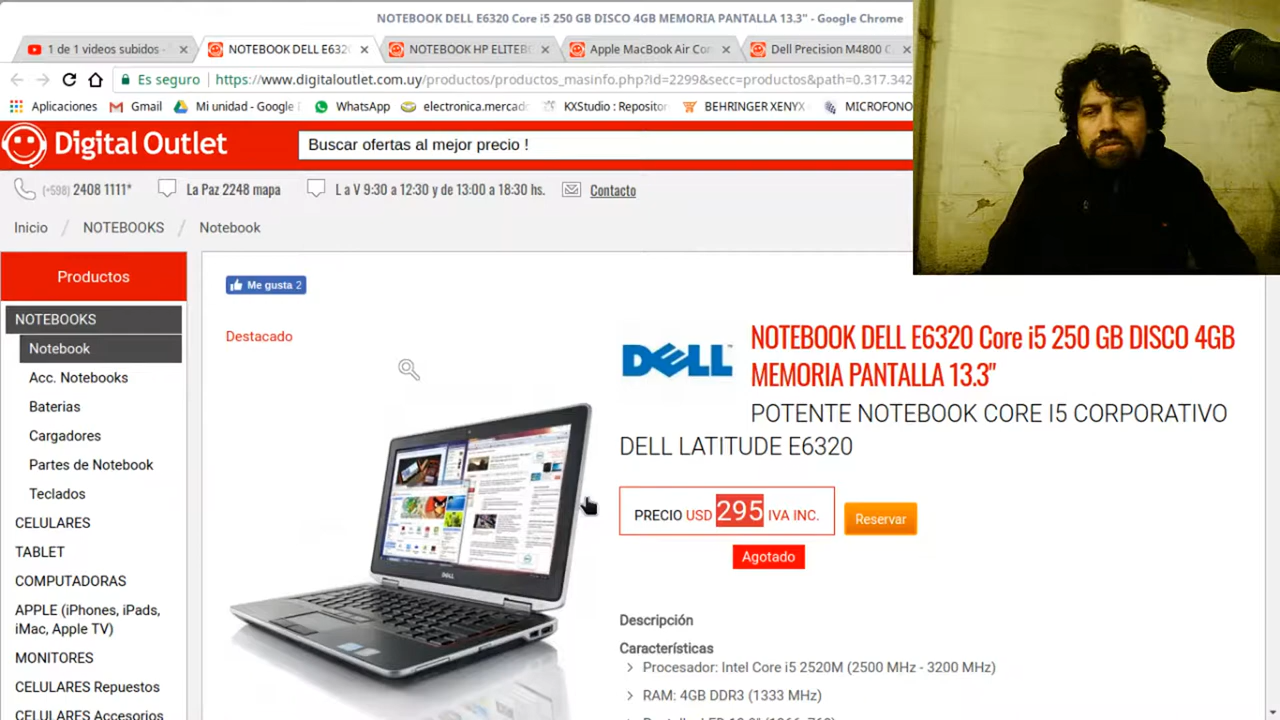 NOTEBOOK DELL E6320 Core i5 250 GB DISCO 4GB MEMORIA PANTALLA 13.3" - Google Chrome
1 de 1 videos subidos - NOTEBOOK DELL E632 NOTEBOOK HP ELITEB Apple MacBook Air Co Dell Precision M4800 C
Es seguro https://www.digitaloutlet.com.uy/productos/productos_masinfo.php?id=2299&secc=productos&path=0.317.342
Aplicaciones Gmail Mi unidad - Google WhatsApp electronica.mercad KXStudio : Repositor BEHRINGER XENYX MICROFONO
Digital Outlet
Buscar ofertas al mejor precio !
(+598) 2408 1111* La Paz 2248 mapa L a V 9:30 a 12:30 y de 13:00 a 18:30 hs. Contacto
Inicio / NOTEBOOKS / Notebook
Productos
NOTEBOOKS
Notebook
Acc. Notebooks
Baterias
Cargadores
Partes de Notebook
Teclados
CELULARES
TABLET
COMPUTADORAS
APPLE (iPhones, iPads,
iMac, Apple TV)
MONITORES
CELULARES Repuestos
CELULARES Accesorios
Me gusta 2
Destacado
DELL
DELL
NOTEBOOK DELL E6320 Core i5 250 GB DISCO 4GB
MEMORIA PANTALLA 13.3"
POTENTE NOTEBOOK CORE I5 CORPORATIVO
DELL LATITUDE E6320
PRECIO USD 295 IVA INC.
Reservar
Agotado
Descripción
Características
Procesador: Intel Core i5 2520M (2500 MHz - 3200 MHz)
RAM: 4GB DDR3 (1333 MHz)